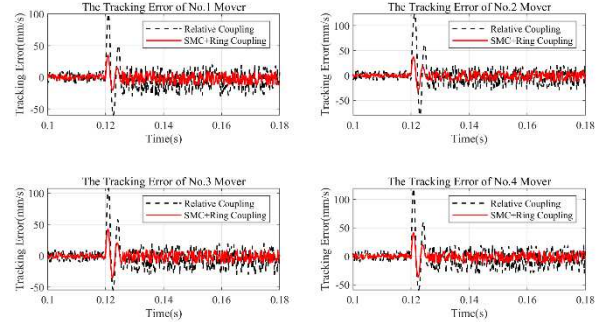 The Tracking Error of No.1 Mover
Tracking Error(mm/s)
100
50
0
-50
Relative Coupling
SMC+Ring Coupling
0.1 0.12 0.14 0.16 0.18
Time(s)
The Tracking Error of No.2 Mover
Tracking Error(mm/s)
100
50
0
-50
Relative Coupling
SMC+Ring Coupling
0.1 0.12 0.14 0.16 0.18
Time(s)
The Tracking Error of No.3 Mover
Tracking Error(mm/s)
100
50
0
-50
Relative Coupling
SMC+Ring Coupling
0.1 0.12 0.14 0.16 0.18
Time(s)
The Tracking Error of No.4 Mover
Tracking Error(mm/s)
100
50
0
-50
Relative Coupling
SMC+Ring Coupling
0.1 0.12 0.14 0.16 0.18
Time(s)